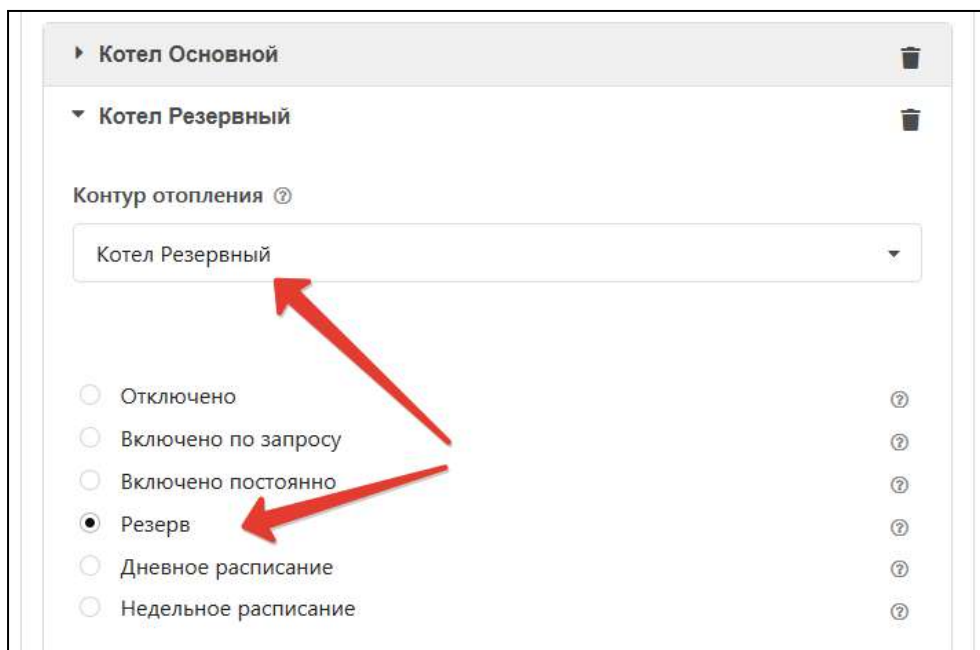 Котел Основной
Котел Резервный
Контур отопления ?
Котел Резервный
Отключено ?
Включено по запросу ?
Включено постоянно ?
Резерв ?
Дневное расписание ?
Недельное расписание ?